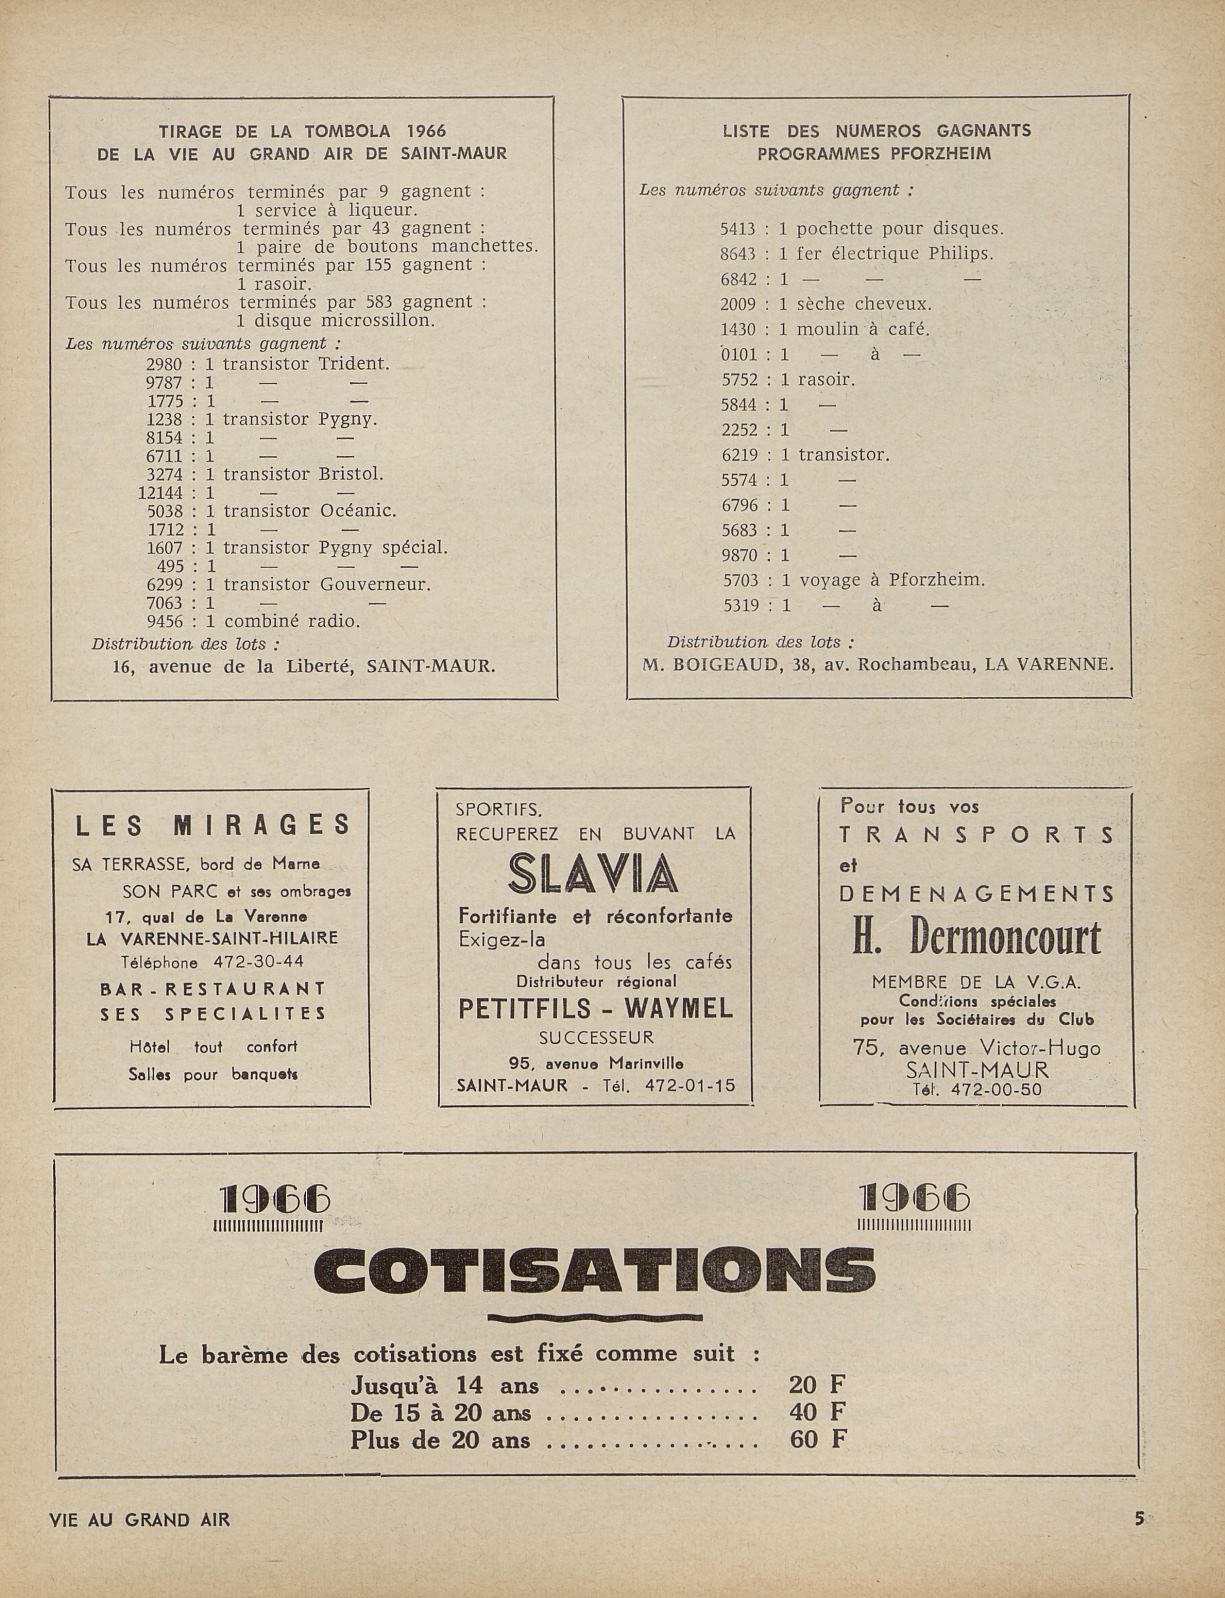 TIRAGE DE LA TOMBOLA 1966
DE LA VIE AU GRAND AIR DE SAINT-MAUR
Tous les numéros terminés par 9 gagnent :
1 service à liqueur.
Tous les numéros terminés par 43 gagnent :
1 paire de boutons manchettes.
Tous les numéros terminés par 155 gagnent :
1 rasoir.
Tous les numéros terminés par 583 gagnent :
1 disque microssillon.
Les numéros suivants gagnent :
2980 : 1 transistor Trident.
9787 : 1 — —
1775 : 1 — —
1238 : 1 transistor Pygny.
8154 : 1 — —
6711 : 1 — —
3274 : 1 transistor Bristol.
12144 : 1 — —
5038 : 1 transistor Océanic.
1712 : 1 — —
1607 : 1 transistor Pygny spécial.
495 : 1 — — —
6299 : 1 transistor Gouverneur.
7063 : 1 — —
9456 : 1 combiné radio.
Distribution des lots :
16, avenue de la Liberté, SAINT-MAUR.
LISTE DES NUMEROS GAGNANTS
PROGRAMMES PFORZHEIM
Les numéros suivants gagnent :
5413 : 1 pochette pour disques.
8643 : 1 fer électrique Philips.
6842 : 1 — — —
2009 : 1 sèche cheveux.
1430 : 1 moulin à café.
0101 : 1 — à —
5752 : 1 rasoir.
5844 : 1 —
2252 : 1 —
6219 : 1 transistor.
5574 : 1 —
6796 : 1 —
5683 : 1 —
9870 : 1 —
5703 : 1 voyage à Pforzheim.
5319 : 1 — à —
Distribution des lots :
M. BOIGEAUD, 38, av. Rochambeau, LA VARENNE.
LES MIRAGES
SA TERRASSE, bord de Marne
SON PARC et ses ombrages
17, quai de La Varenne
LA VARENNE-SAINT-HILAIRE
Téléphone 472-30-44
BAR-RESTAURANT
SES SPECIALITES
Hôtel tout confort
Salles pour banquets
SPORTIFS,
RECUPEREZ EN BUVANT LA
SLAVIA
Fortifiante et réconfortante
Exigez-la
dans tous les cafés
Distributeur régional
PETITFILS - WAYMEL
SUCCESSEUR
95, avenue Marinville
SAINT-MAUR - Tél. 472-01-15
Pour tous vos
TRANSPORTS
et
DEMENAGEMENTS
H. Dermoncourt
MEMBRE DE LA V.G.A.
Conditions spéciales
pour les Sociétaires du Club
75, avenue Victor-Hugo
SAINT-MAUR
Tél. 472-00-50
1966 1966
COTISATIONS
Le barème des cotisations est fixé comme suit :
Jusqu'à 14 ans ............... 20 F
De 15 à 20 ans ................ 40 F
Plus de 20 ans ................ 60 F
VIE AU GRAND AIR 5